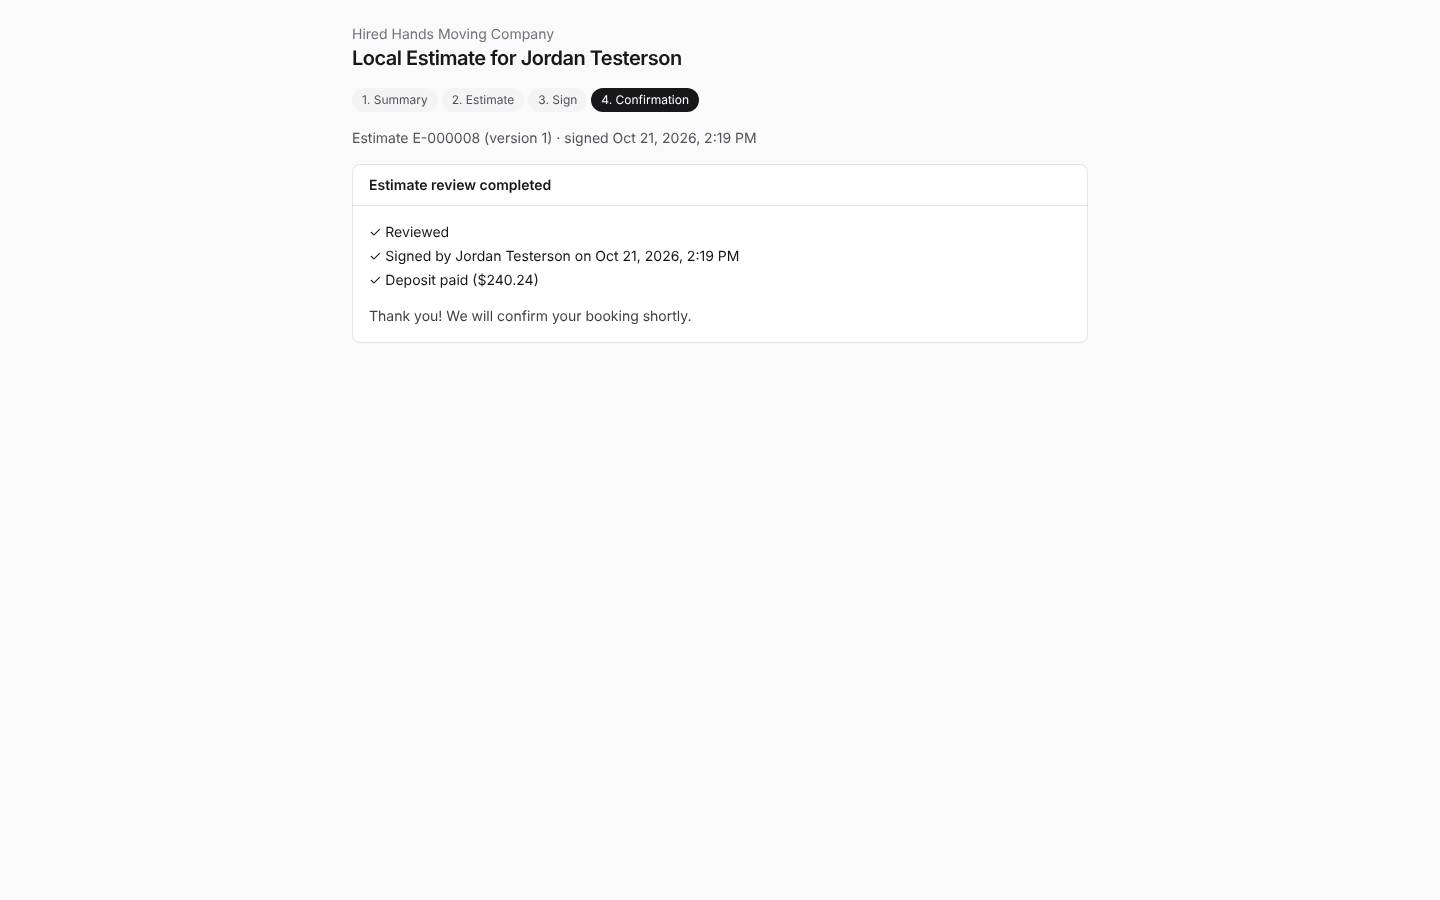 Hired Hands Moving Company
Local Estimate for Jordan Testerson
1. Summary 2. Estimate 3. Sign 4. Confirmation
Estimate E-000008 (version 1) · signed Oct 21, 2026, 2:19 PM
Estimate review completed
✓ Reviewed
✓ Signed by Jordan Testerson on Oct 21, 2026, 2:19 PM
✓ Deposit paid ($240.24)
Thank you! We will confirm your booking shortly.